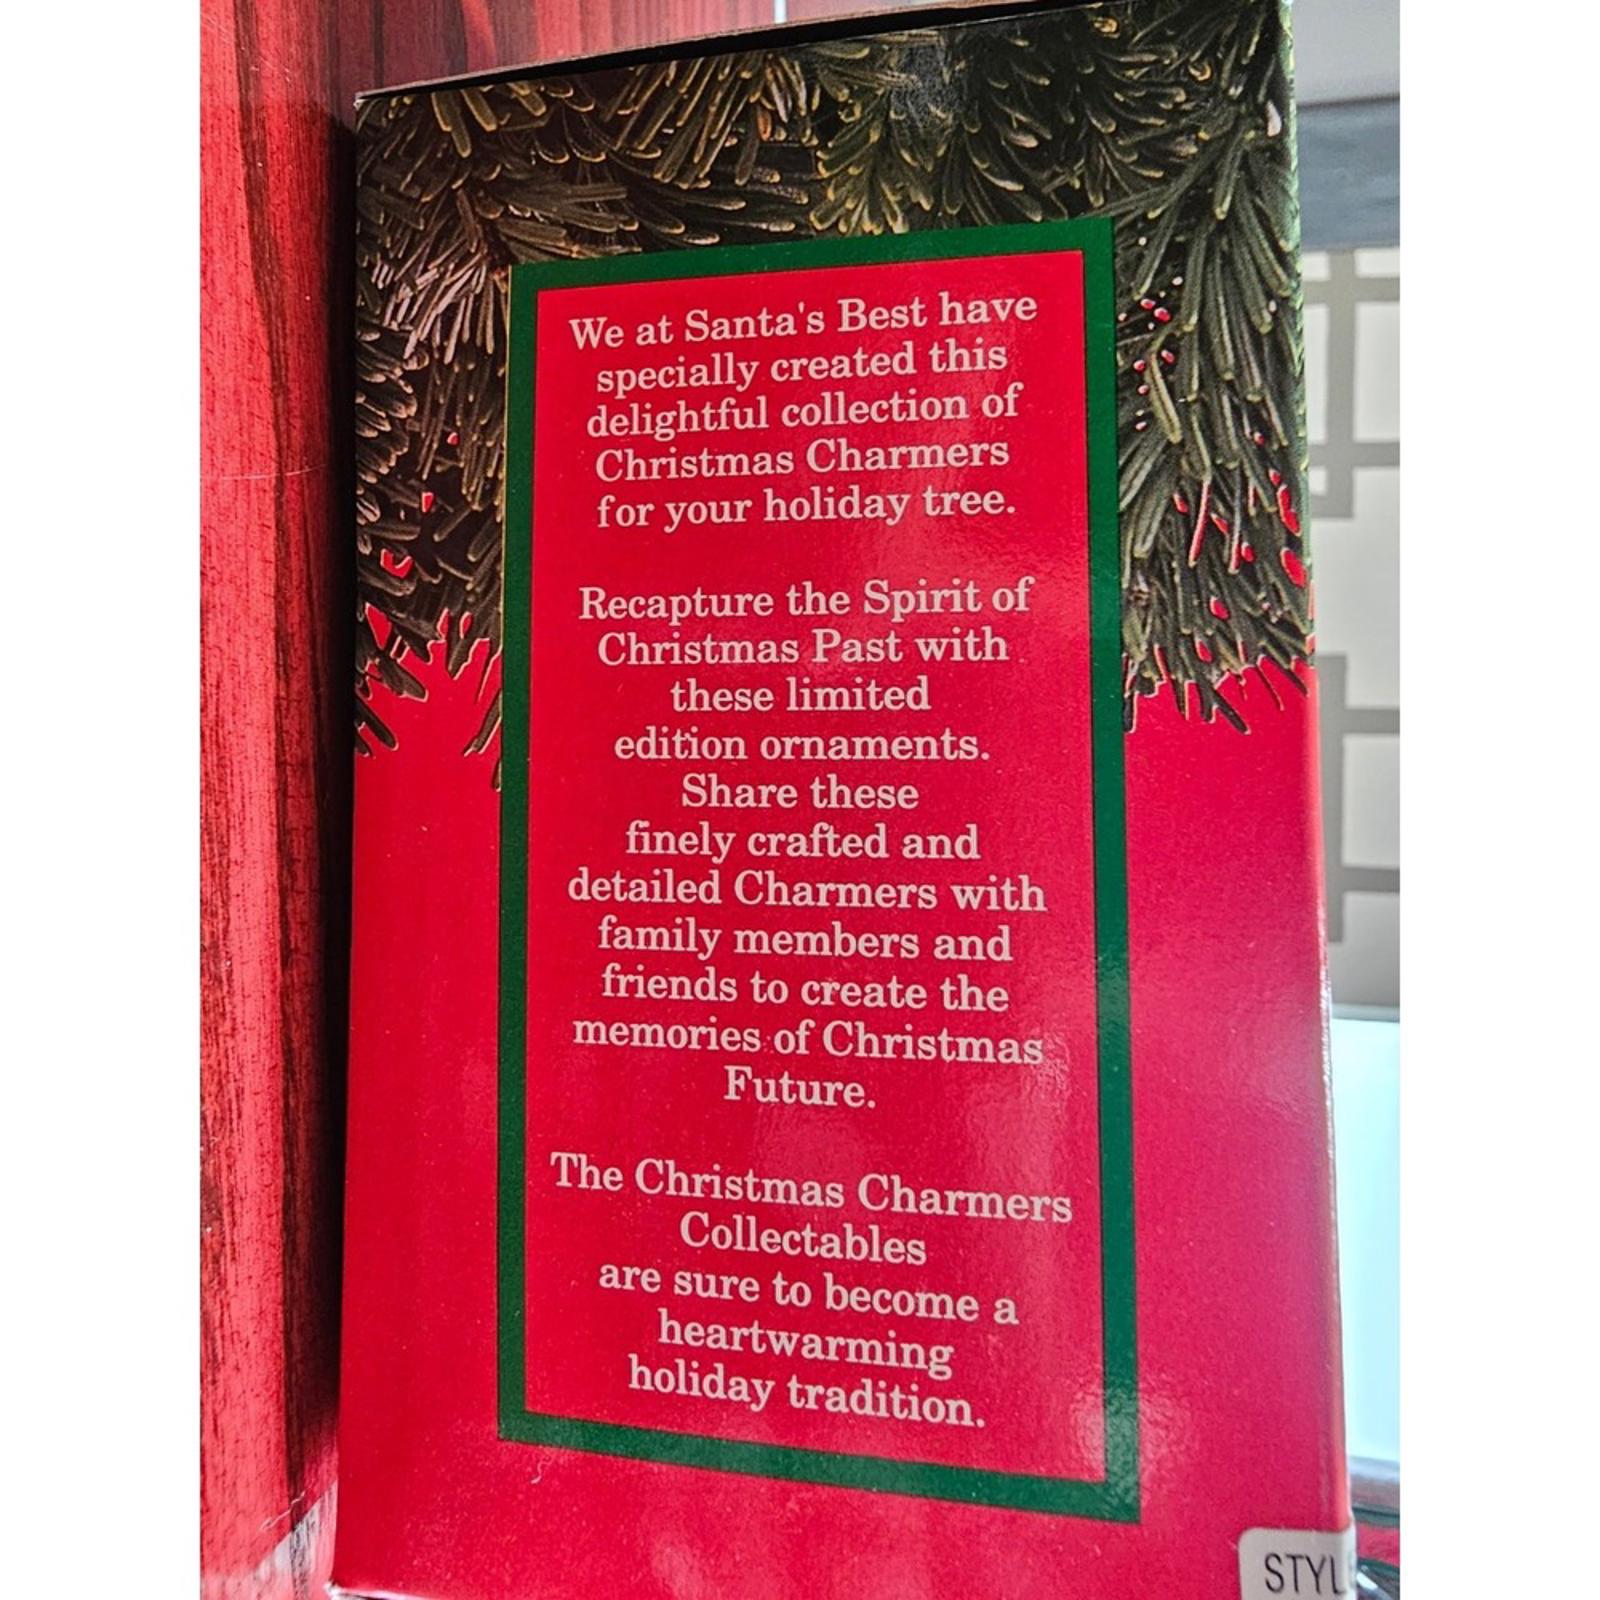 We at Santa's Best have
specially created this
delightful collection of
Christmas Charmers
for your holiday tree.
Recapture the Spirit of
Christmas Past with
these limited
edition ornaments.
Share these
finely crafted and
detailed Charmers with
family members and
friends to create the
memories of Christmas
Future.
The Christmas Charmers
Collectables
are sure to become a
heartwarming
holiday tradition.